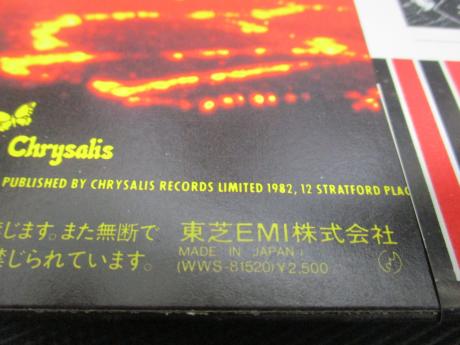 Chrysalis
PUBLISHED BY CHRYSALIS RECORDS LIMITED 1982, 12 STRATFORD PLAC
じます。また無断で
禁じられています。
東芝EMI株式会社
MADE IN JAPAN
(WWS-81520)¥2,500